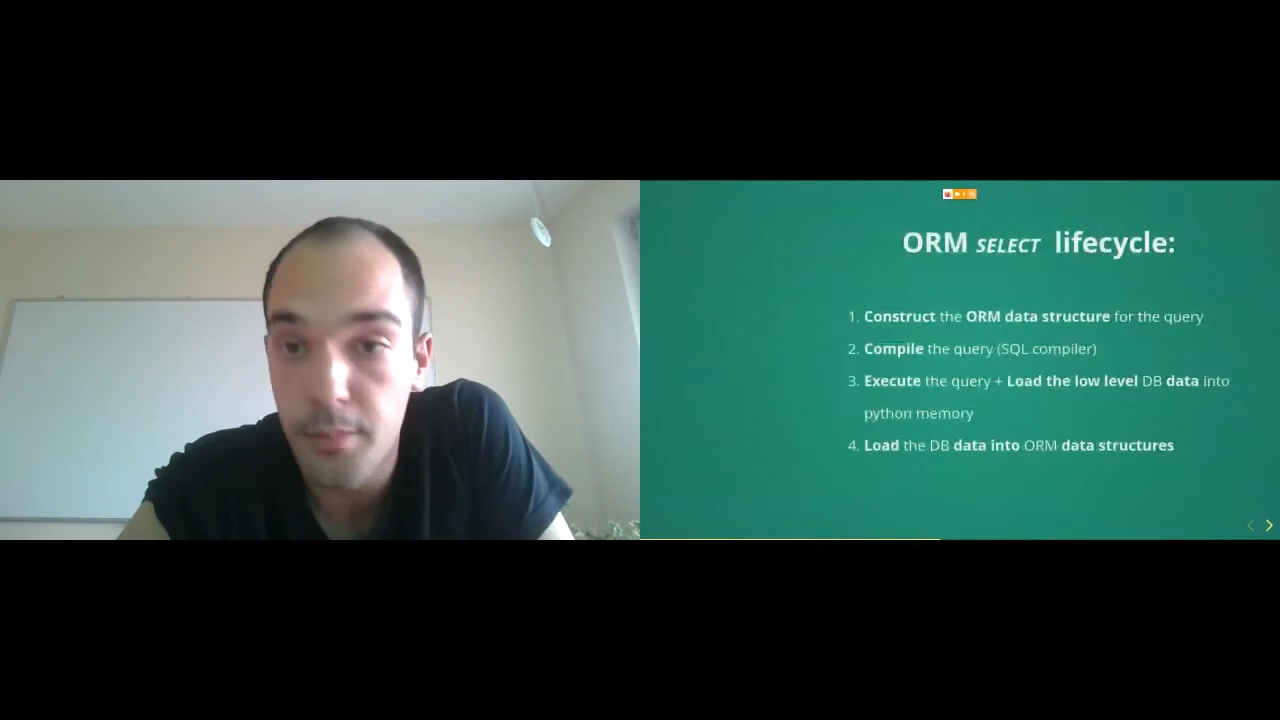 ORM SELECT lifecycle:
1. Construct the ORM data structure for the query
2. Compile the query (SQL compiler)
3. Execute the query + Load the low level DB data into
python memory
4. Load the DB data into ORM data structures